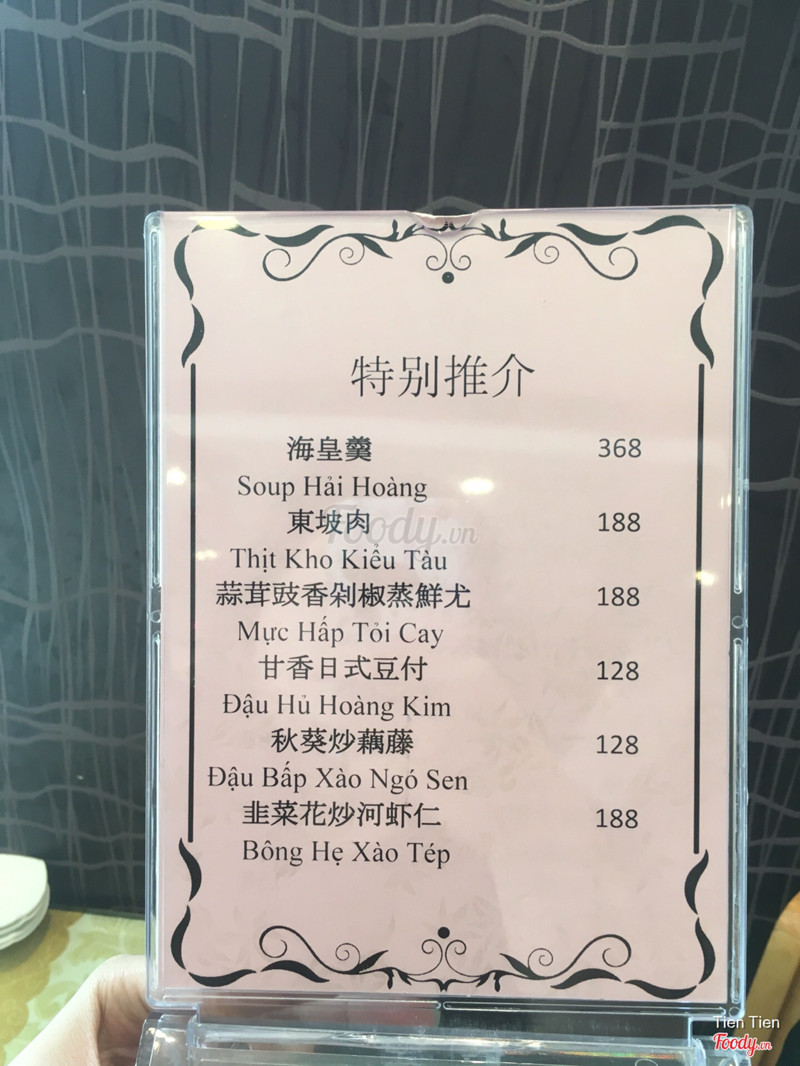 特别推介
海皇羹 368
Soup Hải Hoàng
東坡肉 188
Thịt Kho Kiểu Tàu
蒜茸豉香剁椒蒸鮮尤 188
Mực Hấp Tỏi Cay
甘香日式豆付 128
Đậu Hủ Hoàng Kim
秋葵炒藕藤 128
Đậu Bấp Xào Ngó Sen
韭菜花炒河虾仁 188
Bông Hẹ Xào Tép
Foody.vn
Tien Tien
Foody.vn